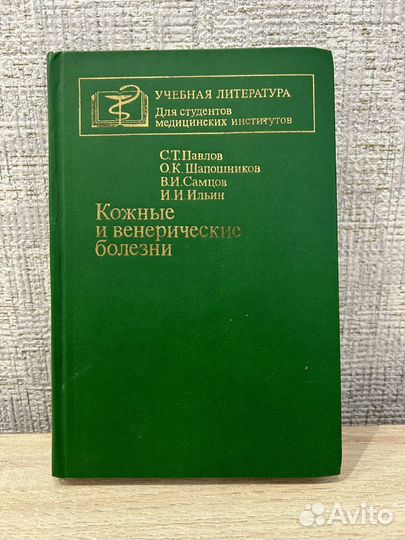 УЧЕБНАЯ ЛИТЕРАТУРА
Для студентов
медицинских институтов
С.Т.Павлов
О.К.Шапошников
В.И.Самцов
И.И.Ильин
Кожные
и венерические
болезни
Avito